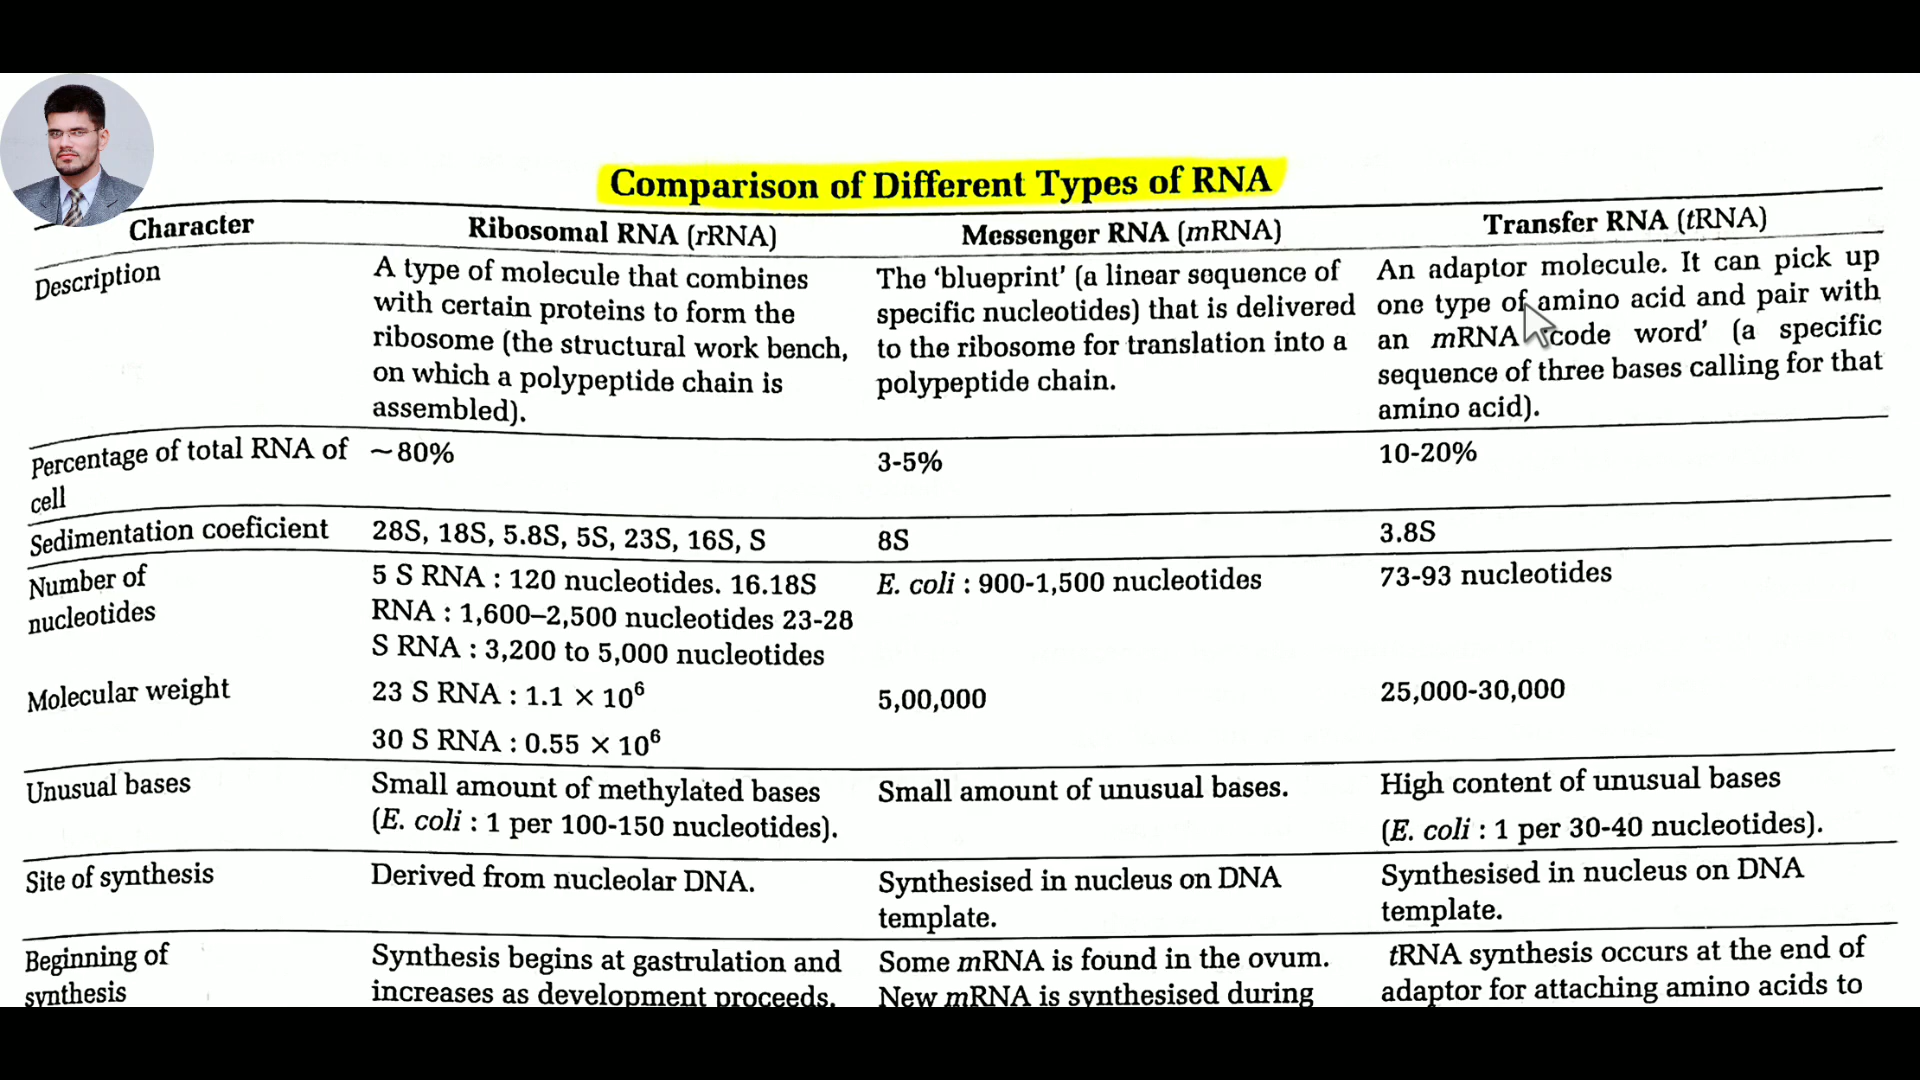 Comparison of Different Types of RNA
Character Ribosomal RNA (rRNA) Messenger RNA (mRNA) Transfer RNA (tRNA)
Description
A type of molecule that combines
with certain proteins to form the
ribosome (the structural work bench,
on which a polypeptide chain is
assembled).
The ‘blueprint’ (a linear sequence of
specific nucleotides) that is delivered
to the ribosome for translation into a
polypeptide chain.
An adaptor molecule. It can pick up
one type of amino acid and pair with
an mRNA code word’ (a specific
sequence of three bases calling for that
amino acid).
Percentage of total RNA of
cell
~80%
3-5%
10-20%
Sedimentation coeficient
28S, 18S, 5.8S, 5S, 23S, 16S, S
8S
3.8S
Number of
nucleotides
5 S RNA : 120 nucleotides. 16.18S
RNA : 1,600–2,500 nucleotides 23-28
S RNA : 3,200 to 5,000 nucleotides
E. coli : 900-1,500 nucleotides
73-93 nucleotides
Molecular weight
23 S RNA : 1.1 × 10⁶
30 S RNA : 0.55 × 10⁶
5,00,000
25,000-30,000
Unusual bases
Small amount of methylated bases
(E. coli : 1 per 100-150 nucleotides).
Small amount of unusual bases.
High content of unusual bases
(E. coli : 1 per 30-40 nucleotides).
Site of synthesis
Derived from nucleolar DNA.
Synthesised in nucleus on DNA
template.
Synthesised in nucleus on DNA
template.
Beginning of
synthesis
Synthesis begins at gastrulation and
increases as development proceeds.
Some mRNA is found in the ovum.
New mRNA is synthesised during
tRNA synthesis occurs at the end of
adaptor for attaching amino acids to